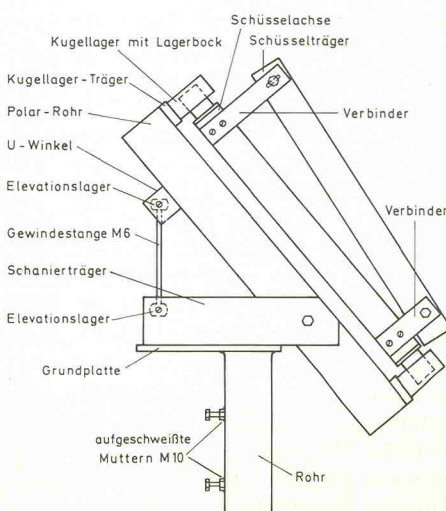 Schüsselachse
Kugellager mit Lagerbock
Schüsselträger
Kugellager-Träger
Polar-Rohr
Verbinder
U-Winkel
Elevationslager
Verbinder
Gewindestange M6
Schanierträger
Elevationslager
Grundplatte
aufgeschweißte
Muttern M10
Rohr